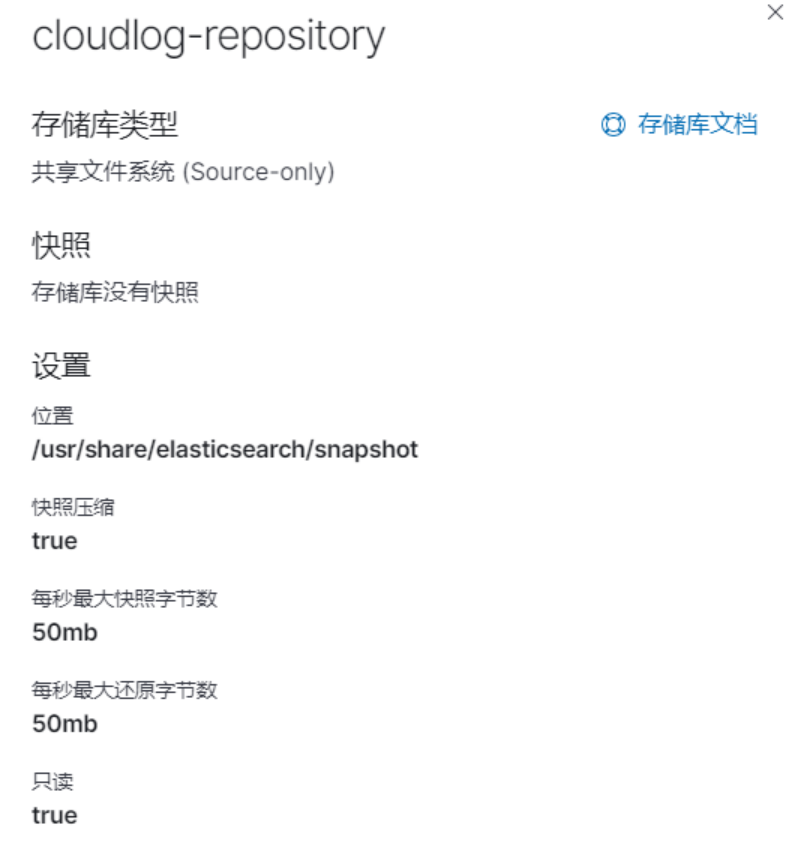 cloudlog-repository
存储库类型
存储库文档
共享文件系统 (Source-only)
快照
存储库没有快照
设置
位置
/usr/share/elasticsearch/snapshot
快照压缩
true
每秒最大快照字节数
50mb
每秒最大还原字节数
50mb
只读
true